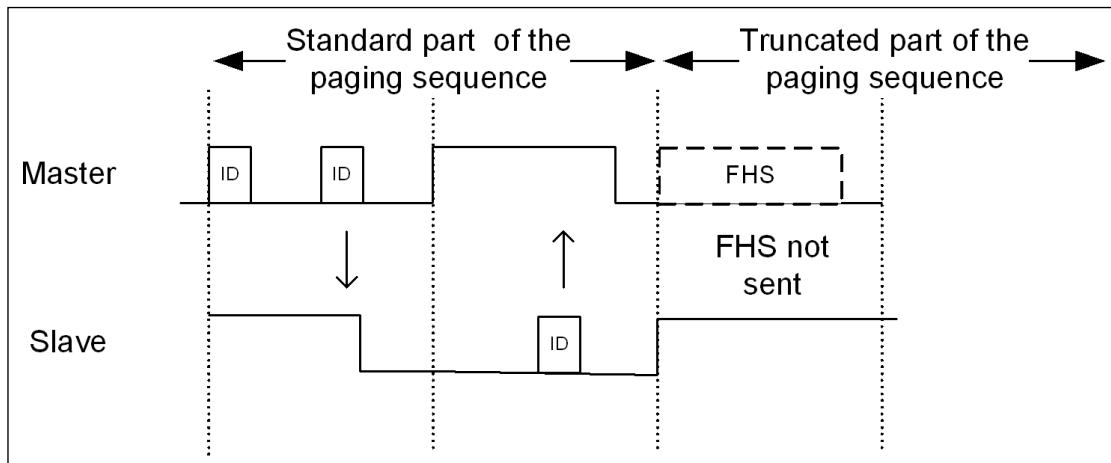 Standard part of the
paging sequence
Truncated part of the
paging sequence
Master
ID
ID
FHS
FHS not
sent
Slave
ID